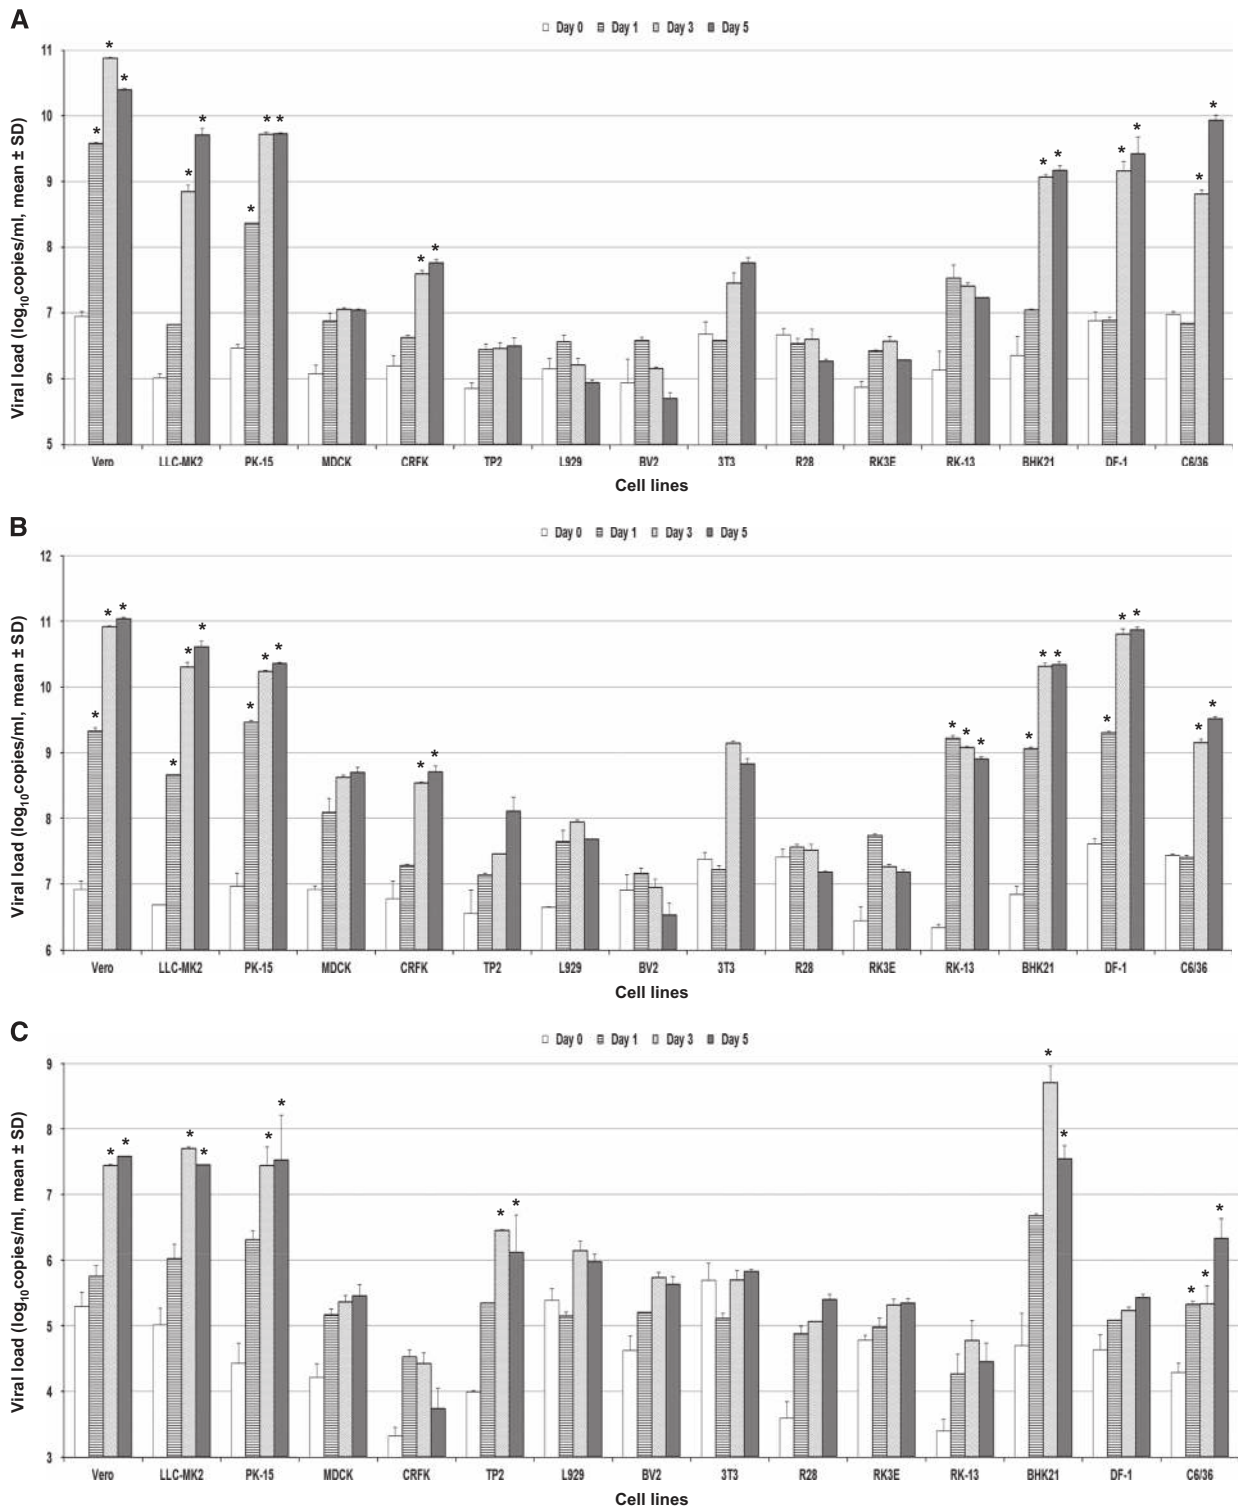 A
Day 0 Day 1 Day 3 Day 5
11
10
9
8
7
6
5
Viral load (log10copies/ml, mean ± SD)
* * * * * * * * * * * * * * * * *
Vero LLC-MK2 PK-15 MDCK CRFK TP2 L929 BV2 3T3 R28 RK3E RK-13 BHK21 DF-1 C6/36
Cell lines
B
Day 0 Day 1 Day 3 Day 5
12
11
10
9
8
7
6
Viral load (log10copies/ml, mean ± SD)
* * * * * * * * * * * * * * * * * * * * * *
Vero LLC-MK2 PK-15 MDCK CRFK TP2 L929 BV2 3T3 R28 RK3E RK-13 BHK21 DF-1 C6/36
Cell lines
C
Day 0 Day 1 Day 3 Day 5
9
8
7
6
5
4
3
Viral load (log10copies/ml, mean ± SD)
* * * * * * * * * * * * *
Vero LLC-MK2 PK-15 MDCK CRFK TP2 L929 BV2 3T3 R28 RK3E RK-13 BHK21 DF-1 C6/36
Cell lines